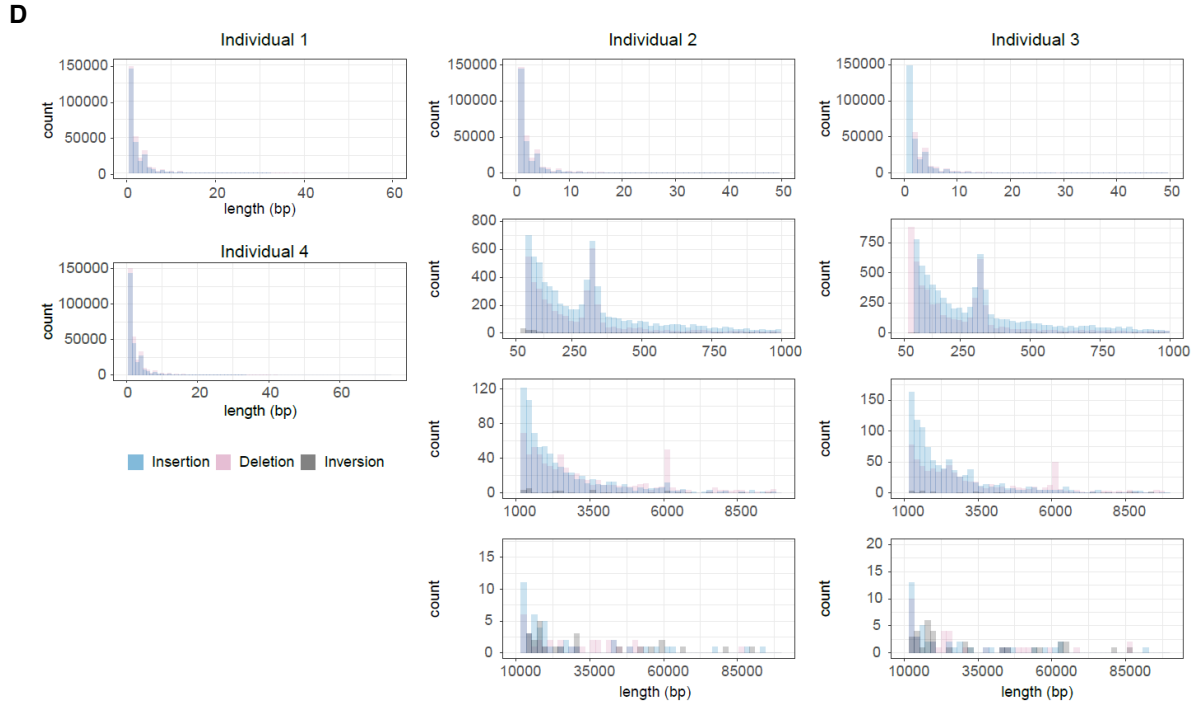 D
Individual 1
150000
100000
50000
0
count
0 20 40 60
length (bp)
Individual 4
150000
100000
50000
0
count
0 20 40 60
length (bp)
Insertion Deletion Inversion
Individual 2
150000
100000
50000
0
count
0 10 20 30 40 50
800
600
400
200
0
count
50 250 500 750 1000
120
80
40
0
count
1000 3500 6000 8500
15
10
5
0
count
10000 35000 60000 85000
length (bp)
Individual 3
150000
100000
50000
0
count
0 10 20 30 40 50
750
500
250
0
count
50 250 500 750 1000
150
100
50
0
count
1000 3500 6000 8500
20
15
10
5
0
count
10000 35000 60000 85000
length (bp)